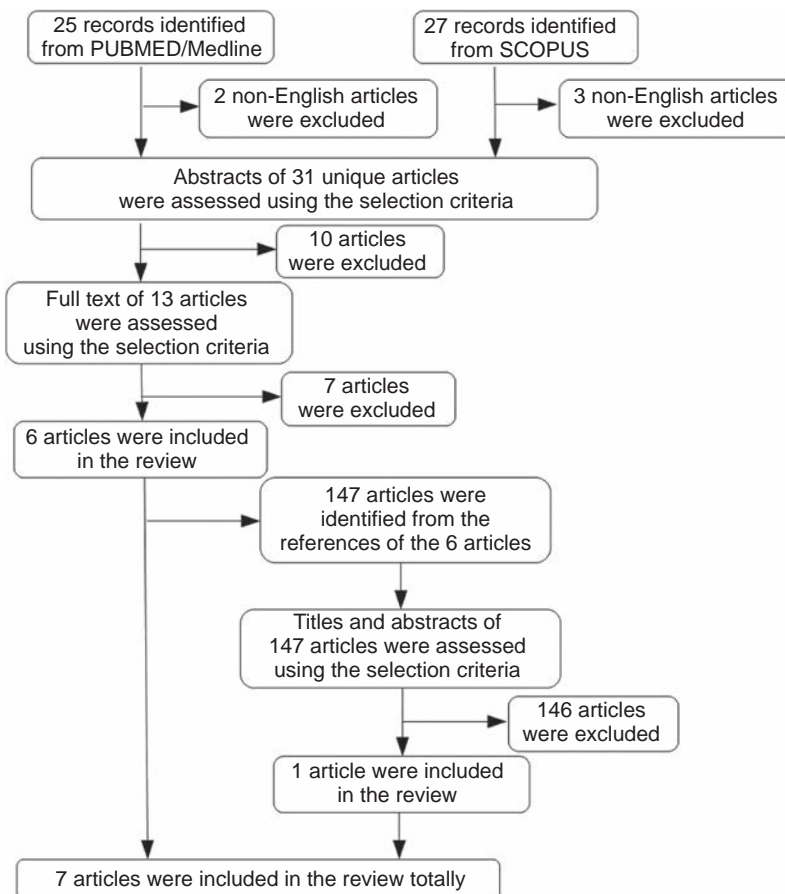 25 records identified
from PUBMED/Medline
27 records identified
from SCOPUS
2 non-English articles
were excluded
3 non-English articles
were excluded
Abstracts of 31 unique articles
were assessed using the selection criteria
10 articles
were excluded
Full text of 13 articles
were assessed
using the selection criteria
7 articles
were excluded
6 articles were included
in the review
147 articles were
identified from the
references of the 6 articles
Titles and abstracts of
147 articles were assessed
using the selection criteria
146 articles
were excluded
1 article were included
in the review
7 articles were included in the review totally